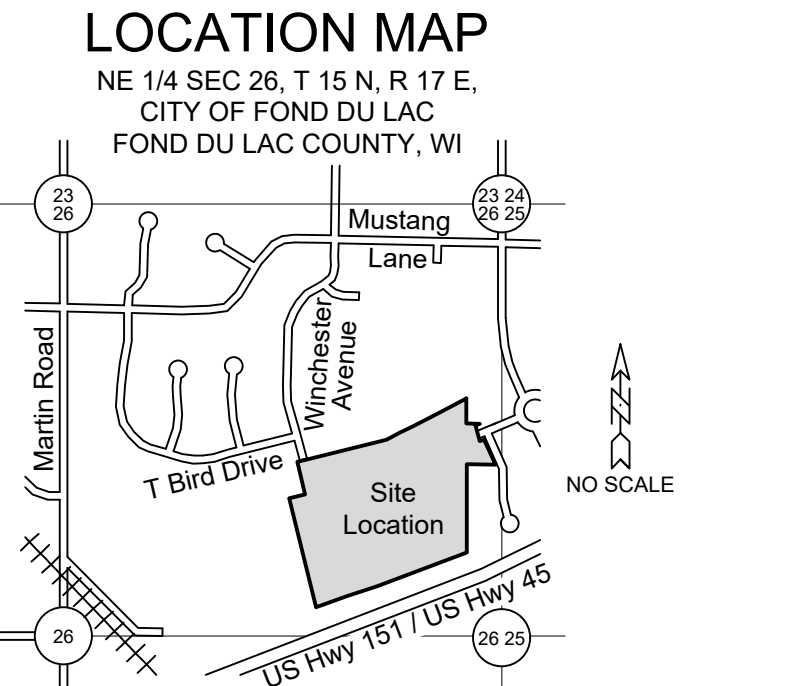 LOCATION MAP
NE 1/4 SEC 26, T 15 N, R 17 E,
CITY OF FOND DU LAC
FOND DU LAC COUNTY, WI
23
26
23 24
26 25
Mustang
Lane
Winchester
Avenue
Martin Road
T Bird Drive
Site
Location
N
NO SCALE
US Hwy 151 / US Hwy 45
26
26 25